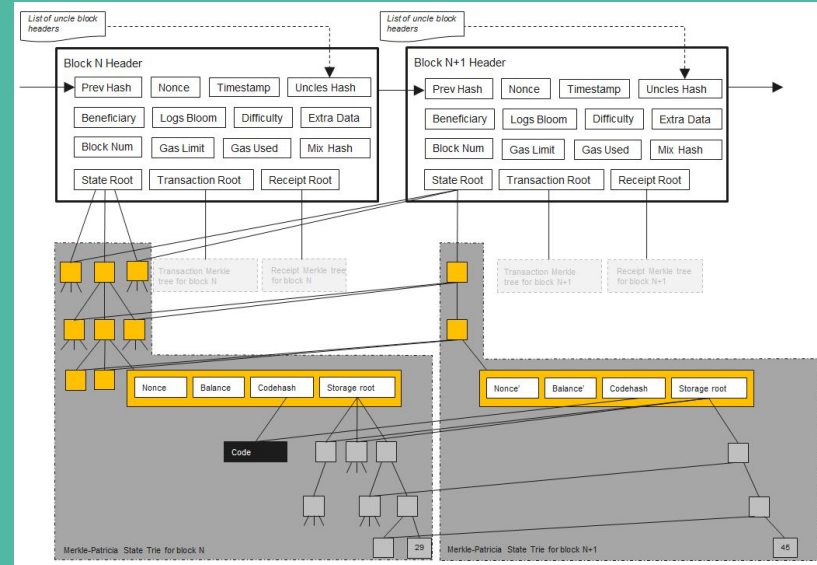 List of uncle block
headers
List of uncle block
headers
Block N Header
Prev Hash
Nonce
Timestamp
Uncles Hash
Beneficiary
Logs Bloom
Difficulty
Extra Data
Block Num
Gas Limit
Gas Used
Mix Hash
State Root
Transaction Root
Receipt Root
Block N+1 Header
Prev Hash
Nonce
Timestamp
Uncles Hash
Beneficiary
Logs Bloom
Difficulty
Extra Data
Block Num
Gas Limit
Gas Used
Mix Hash
State Root
Transaction Root
Receipt Root
Transaction Merkle
tree for block N
Receipt Merkle tree
for block N
Transaction Merkle
tree for block N+1
Receipt Merkle tree
for block N+1
Nonce
Balance
Codehash
Storage root
Nonce'
Balance'
Codehash
Storage root
Code
29
45
Merkle-Patricia State Trie for block N
Merkle-Patricia State Trie for block N+1